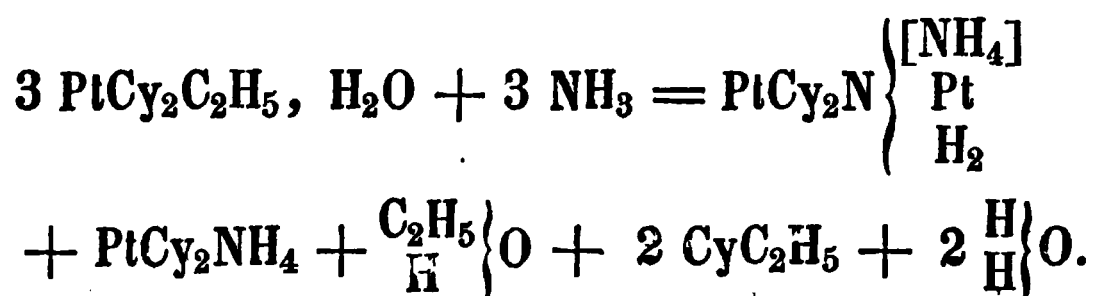 3 PtCy₂C₂H₅, H₂O + 3 NH₃ = PtCy₂N { [NH₄] Pt H₂
+ PtCy₂NH₄ + C₂H₅ H } O + 2 CyC₂H₅ + 2 H H } O.